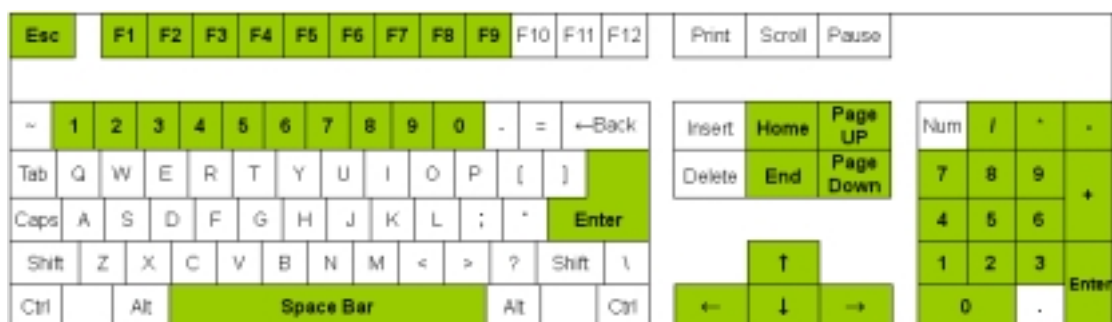 Esc F1 F2 F3 F4 F5 F6 F7 F8 F9 F10 F11 F12 Print Scroll Pause
~ 1 2 3 4 5 6 7 8 9 0 - = ←Back Insert Home Page UP Num / * -
Tab Q W E R T Y U I O P [ ] Delete End Page Down 7 8 9 +
Caps A S D F G H J K L ; " Enter 4 5 6
Shift Z X C V B N M < > ? Shift \ ↑ 1 2 3 Enter
Ctrl Alt Space Bar Alt Ctrl ← ↓ → 0 .